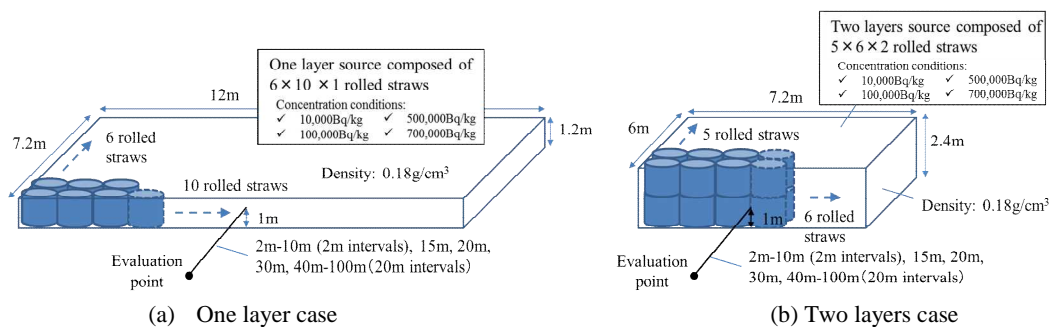 One layer source composed of
6×10 ×1 rolled straws
Concentration conditions:
✓ 10,000Bq/kg ✓ 500,000Bq/kg
✓ 100,000Bq/kg ✓ 700,000Bq/kg
12m
7.2m
1.2m
6 rolled
straws
10 rolled straws
Density: 0.18g/cm³
1m
2m-10m (2m intervals), 15m, 20m,
30m, 40m-100m(20m intervals)
Evaluation
point
(a) One layer case
Two layers source composed of
5×6×2 rolled straws
Concentration conditions:
✓ 10,000Bq/kg ✓ 500,000Bq/kg
✓ 100,000Bq/kg ✓ 700,000Bq/kg
7.2m
6m
5 rolled straws
2.4m
Density: 0.18g/cm³
1m
6 rolled
straws
2m-10m (2m intervals), 15m, 20m,
30m, 40m-100m(20m intervals)
Evaluation
point
(b) Two layers case